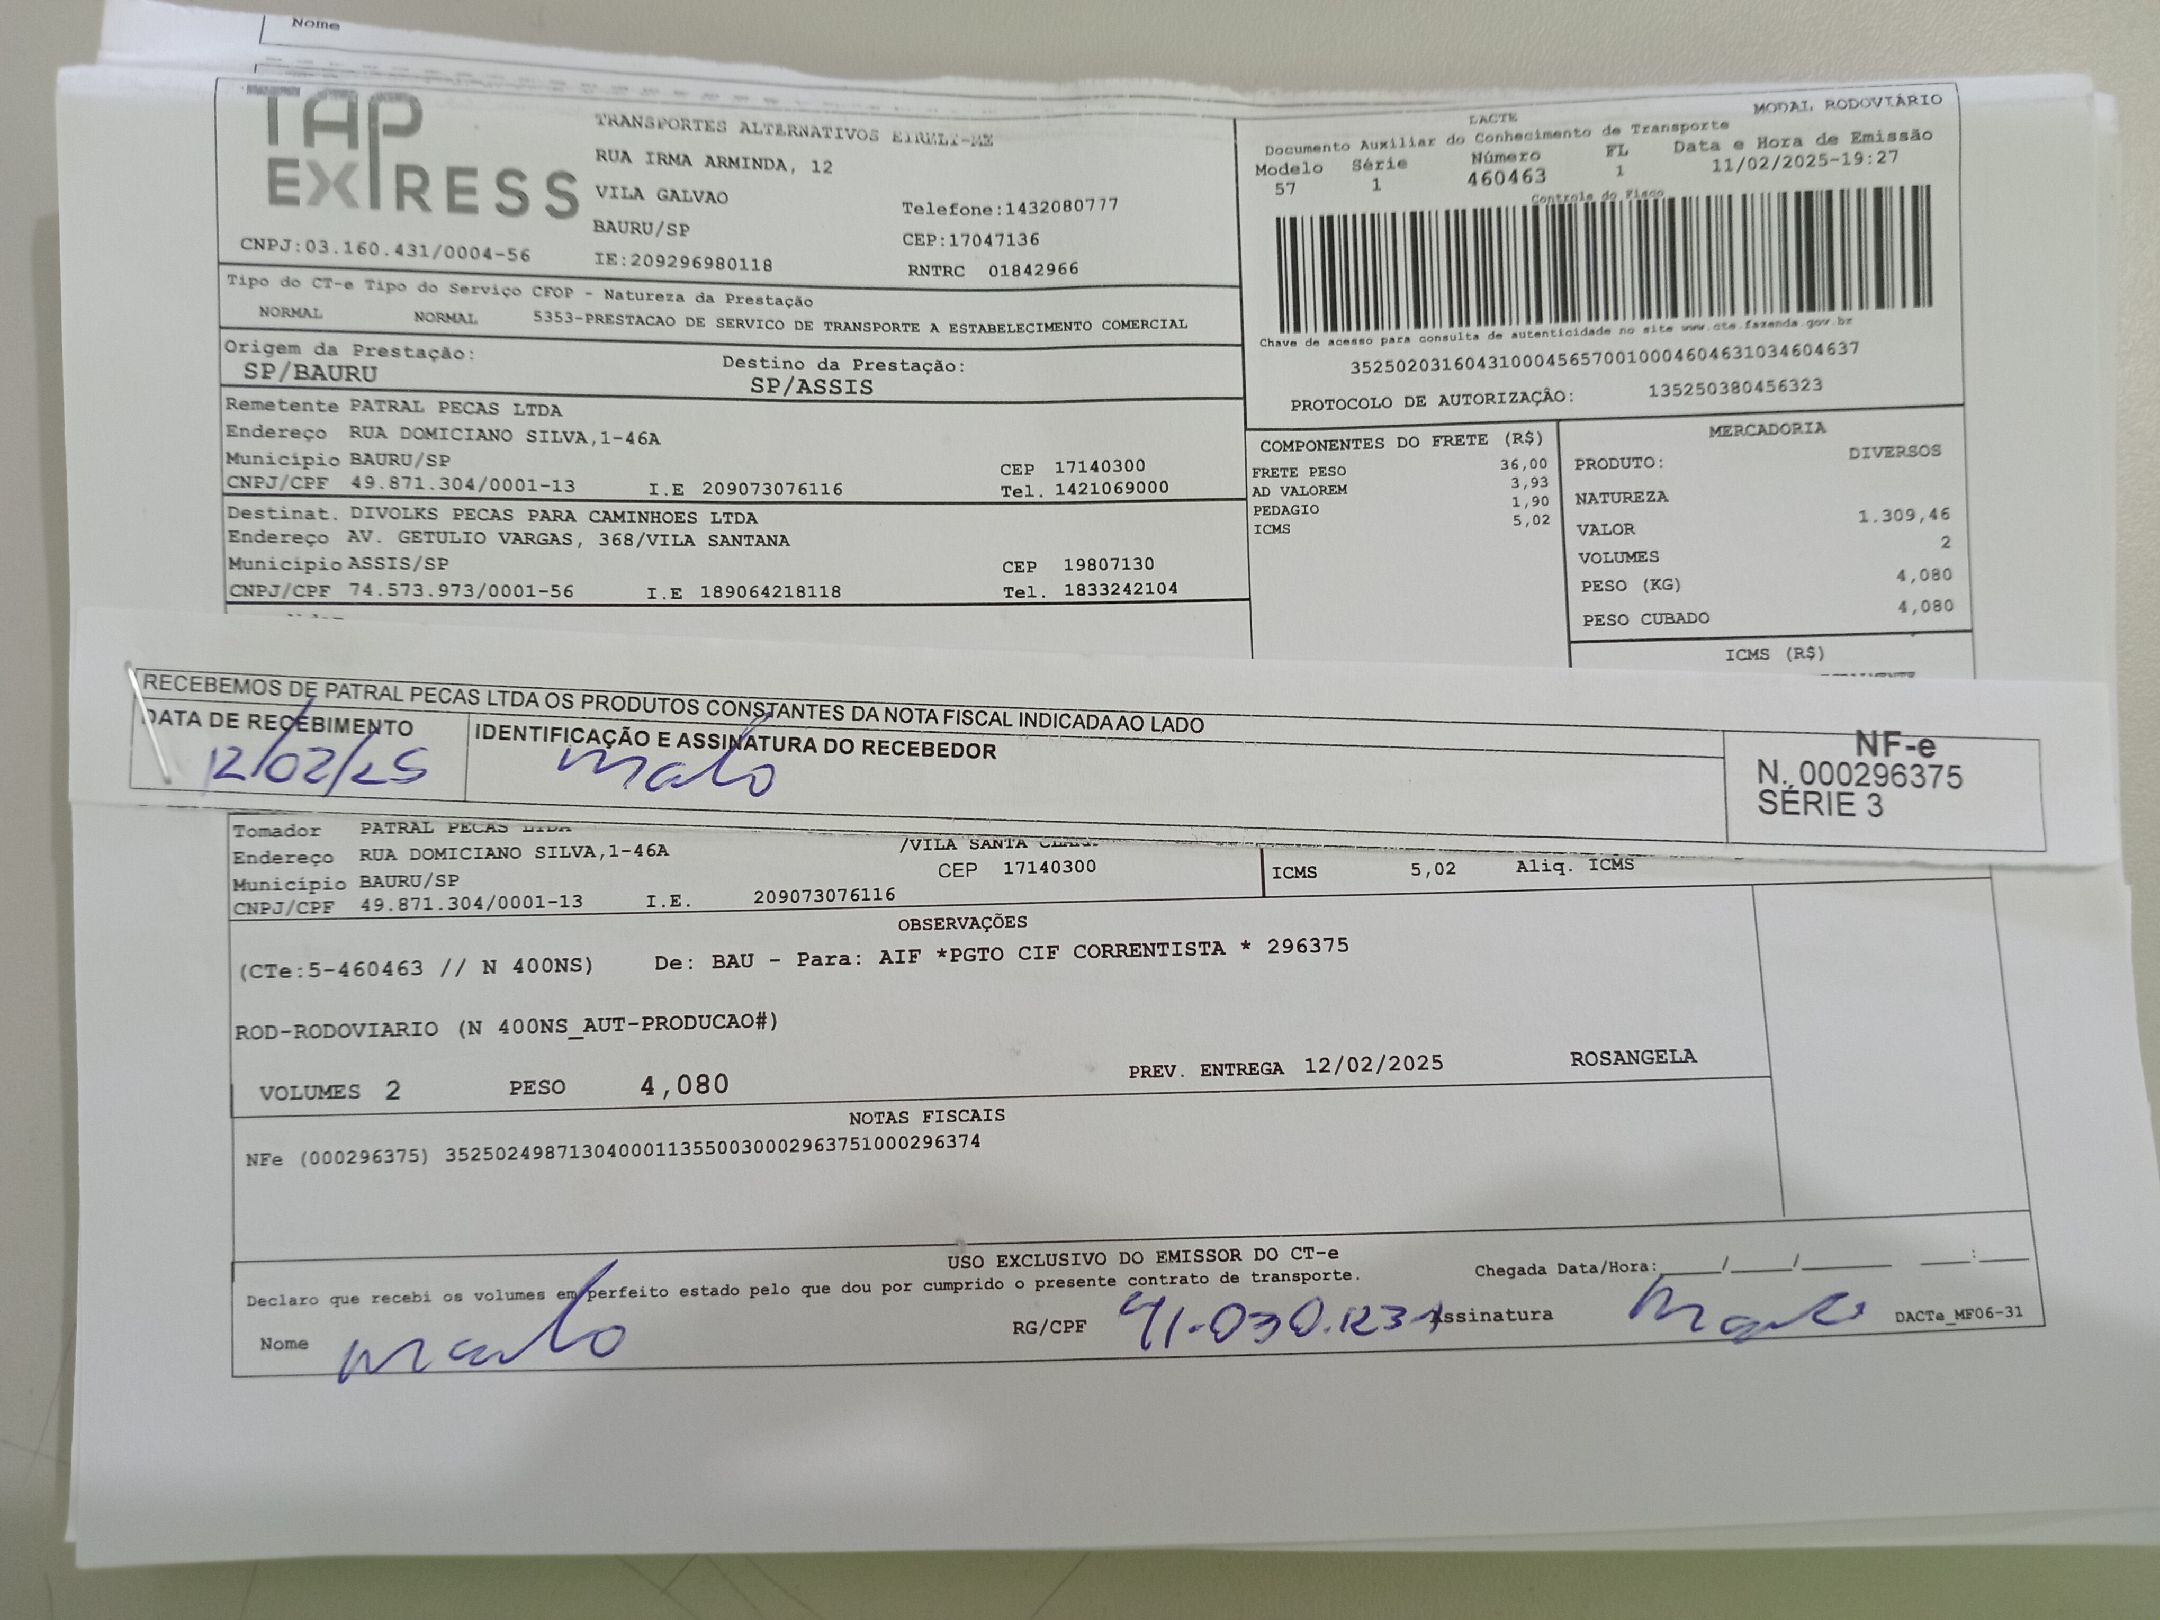 Nome
TAP
EXPRESS
CNPJ:03.160.431/0004-56
TRANSPORTES ALTERNATIVOS EIRELI-ME
RUA IRMA ARMINDA, 12
VILA GALVAO
BAURU/SP
IE:209296980118
Telefone:1432080777
CEP:17047136
RNTRC 01842966
MODAL RODOVIÁRIO
DACTE
Documento Auxiliar do Conhecimento de Transporte
Modelo Série Número FL Data e Hora de Emissão
57 1 460463 1 11/02/2025-19:27
Controle do Fisco
Chave de acesso para consulta de autenticidade no site www.cte.fazenda.gov.br
35250203160431000456570010004604631034604637
PROTOCOLO DE AUTORIZAÇÃO: 135250380456323
Tipo do CT-e Tipo do Serviço CFOP - Natureza da Prestação
NORMAL NORMAL 5353-PRESTACAO DE SERVICO DE TRANSPORTE A ESTABELECIMENTO COMERCIAL
Origem da Prestação: Destino da Prestação:
SP/BAURU SP/ASSIS
Remetente PATRAL PECAS LTDA
Endereço RUA DOMICIANO SILVA,1-46A
Município BAURU/SP CEP 17140300
CNPJ/CPF 49.871.304/0001-13 I.E 209073076116 Tel. 1421069000
Destinat. DIVOLKS PECAS PARA CAMINHOES LTDA
Endereço AV. GETULIO VARGAS, 368/VILA SANTANA
Município ASSIS/SP CEP 19807130
CNPJ/CPF 74.573.973/0001-56 I.E 189064218118 Tel. 1833242104
COMPONENTES DO FRETE (R$)
FRETE PESO 36,00
AD VALOREM 3,93
PEDAGIO 1,90
ICMS 5,02
MERCADORIA
PRODUTO: DIVERSOS
NATUREZA
VALOR 1.309,46
VOLUMES 2
PESO (KG) 4,080
PESO CUBADO 4,080
ICMS (R$)
RECEBEMOS DE PATRAL PECAS LTDA OS PRODUTOS CONSTANTES DA NOTA FISCAL INDICADA AO LADO
DATA DE RECEBIMENTO IDENTIFICAÇÃO E ASSINATURA DO RECEBEDOR
12/02/25
NF-e
N. 000296375
SÉRIE 3
Tomador PATRAL PECAS LTDA
Endereço RUA DOMICIANO SILVA,1-46A /VILA SANTA
Município BAURU/SP CEP 17140300
CNPJ/CPF 49.871.304/0001-13 I.E. 209073076116
ICMS 5,02 Aliq. ICMS
OBSERVAÇÕES
(CTe:5-460463 // N 400NS) De: BAU - Para: AIF *PGTO CIF CORRENTISTA * 296375
ROD-RODOVIARIO (N 400NS_AUT-PRODUCAO#)
VOLUMES 2 PESO 4,080 PREV. ENTREGA 12/02/2025 ROSANGELA
NOTAS FISCAIS
NFe (000296375) 35250249871304000113550030002963751000296374
USO EXCLUSIVO DO EMISSOR DO CT-e
Declaro que recebi os volumes em perfeito estado pelo que dou por cumprido o presente contrato de transporte. Chegada Data/Hora:____/____/______ ____:____
Nome RG/CPF 41.030.123 Assinatura DACTe_MF06-31